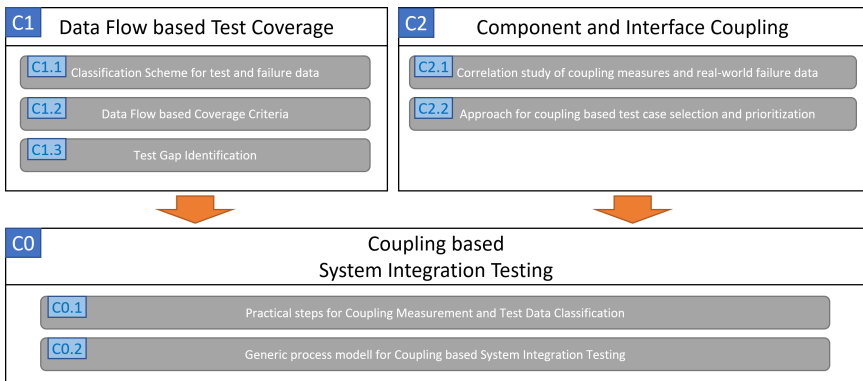 C1 Data Flow based Test Coverage
C1.1 Classification Scheme for test and failure data
C1.2 Data Flow based Coverage Criteria
C1.3 Test Gap Identification
C2 Component and Interface Coupling
C2.1 Correlation study of coupling measures and real-world failure data
C2.2 Approach for coupling based test case selection and prioritization
C0 Coupling based
System Integration Testing
C0.1 Practical steps for Coupling Measurement and Test Data Classification
C0.2 Generic process modell for Coupling based System Integration Testing